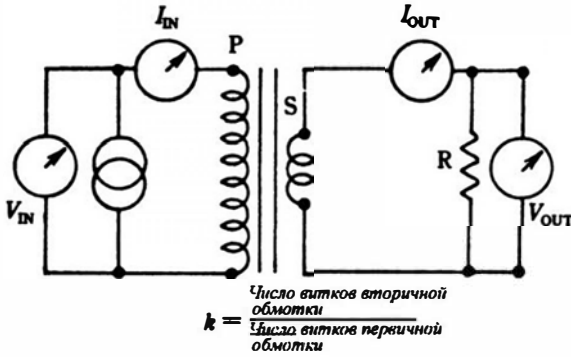 I_IN
I_OUT
P
S
R
V_IN
V_OUT
k =
Число витков вторичной
обмотки
Число витков первичной
обмотки